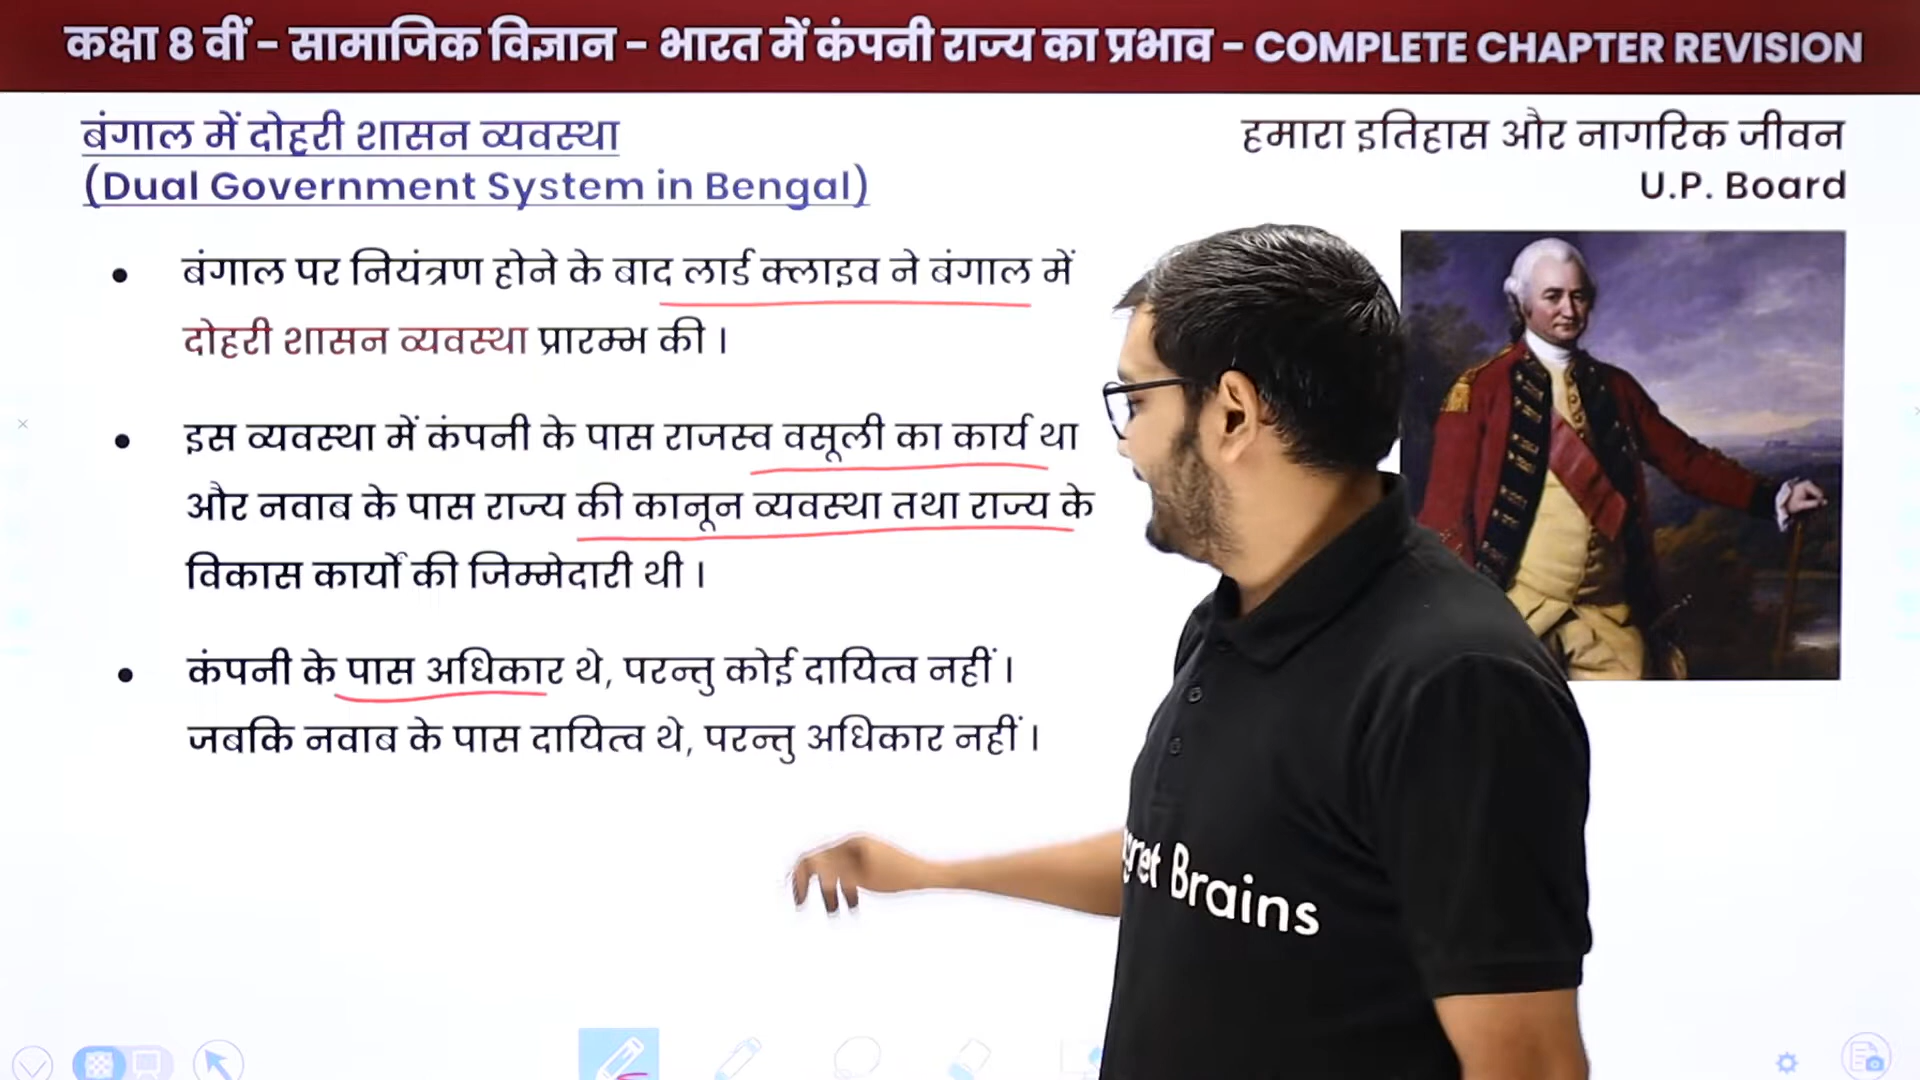 कक्षा 8 वीं - सामाजिक विज्ञान - भारत में कंपनी राज्य का प्रभाव - COMPLETE CHAPTER REVISION
बंगाल में दोहरी शासन व्यवस्था
(Dual Government System in Bengal)
हमारा इतिहास और नागरिक जीवन
U.P. Board
• बंगाल पर नियंत्रण होने के बाद लार्ड क्लाइव ने बंगाल में
दोहरी शासन व्यवस्था प्रारम्भ की ।
• इस व्यवस्था में कंपनी के पास राजस्व वसूली का कार्य था
और नवाब के पास राज्य की कानून व्यवस्था तथा राज्य के
विकास कार्यों की जिम्मेदारी थी ।
• कंपनी के पास अधिकार थे, परन्तु कोई दायित्व नहीं ।
जबकि नवाब के पास दायित्व थे, परन्तु अधिकार नहीं ।
Brains